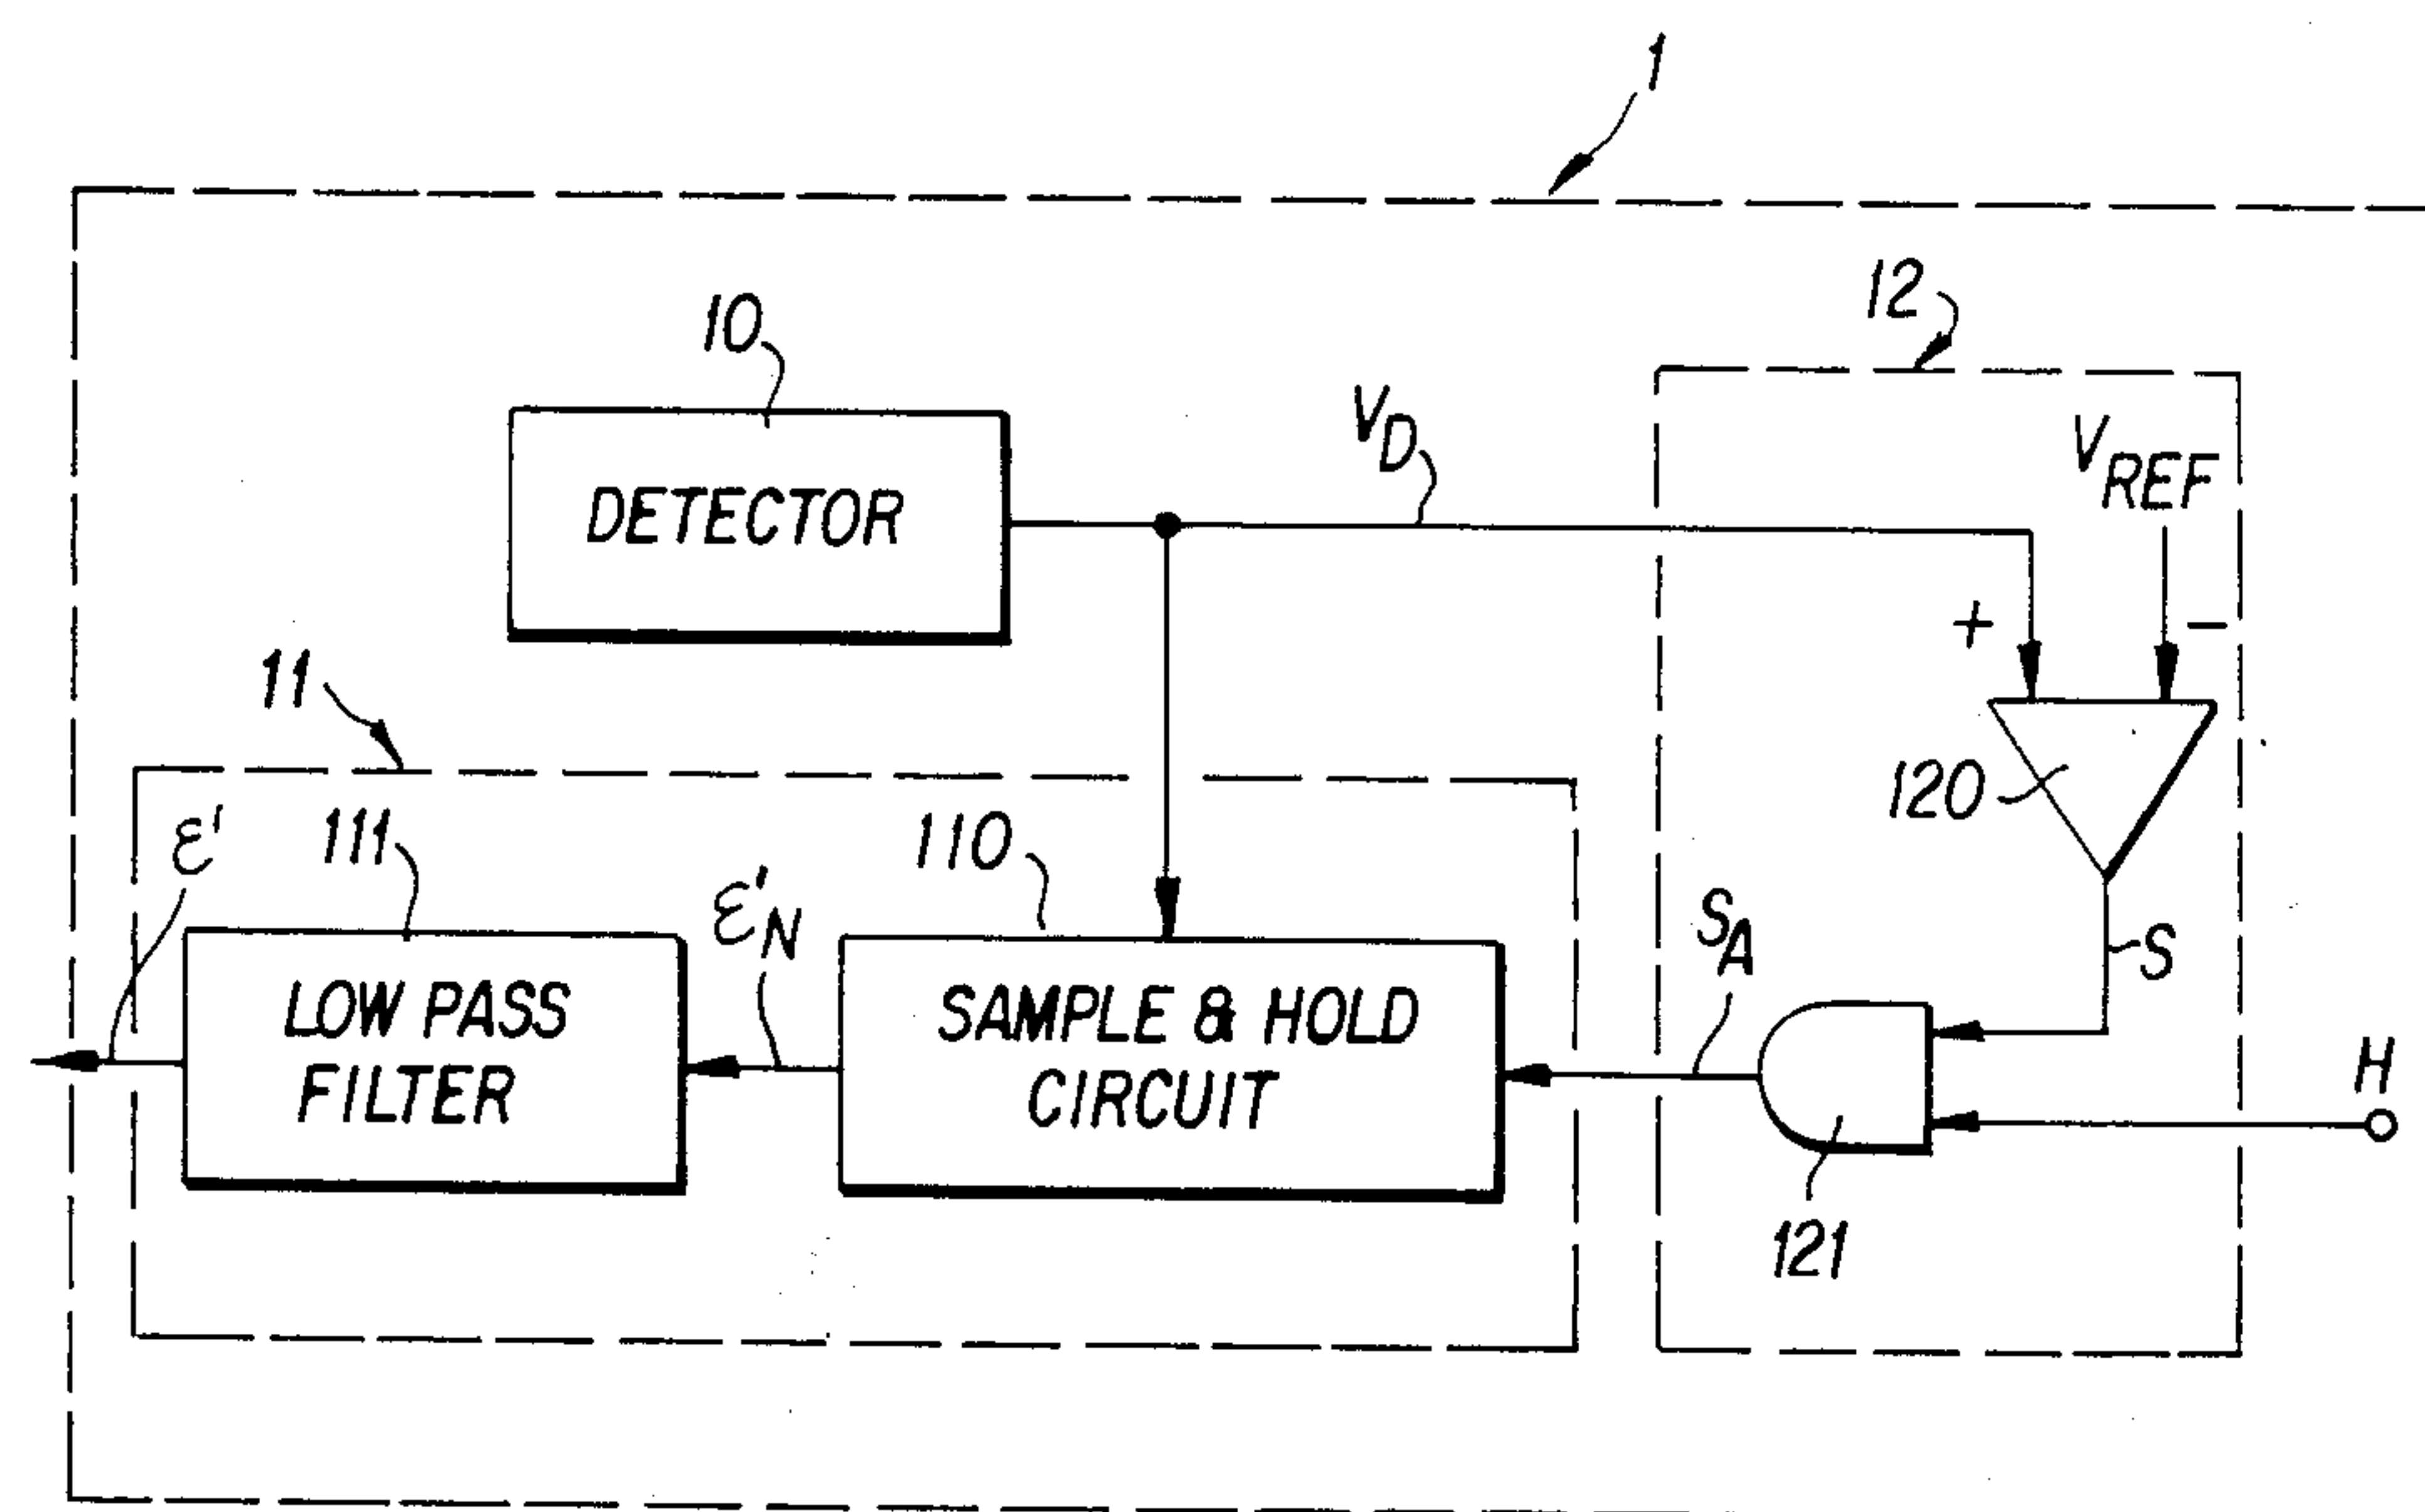 1
12
10
V_D
V_REF
DETECTOR
+
−
11
120
ε'
111
ε'_N
110
S_A
S
LOW PASS
FILTER
SAMPLE & HOLD
CIRCUIT
H
121